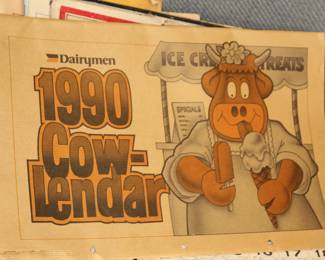 Dairymen
1990
Cow-
Lendar
ICE CR TREATS
SPECIALS